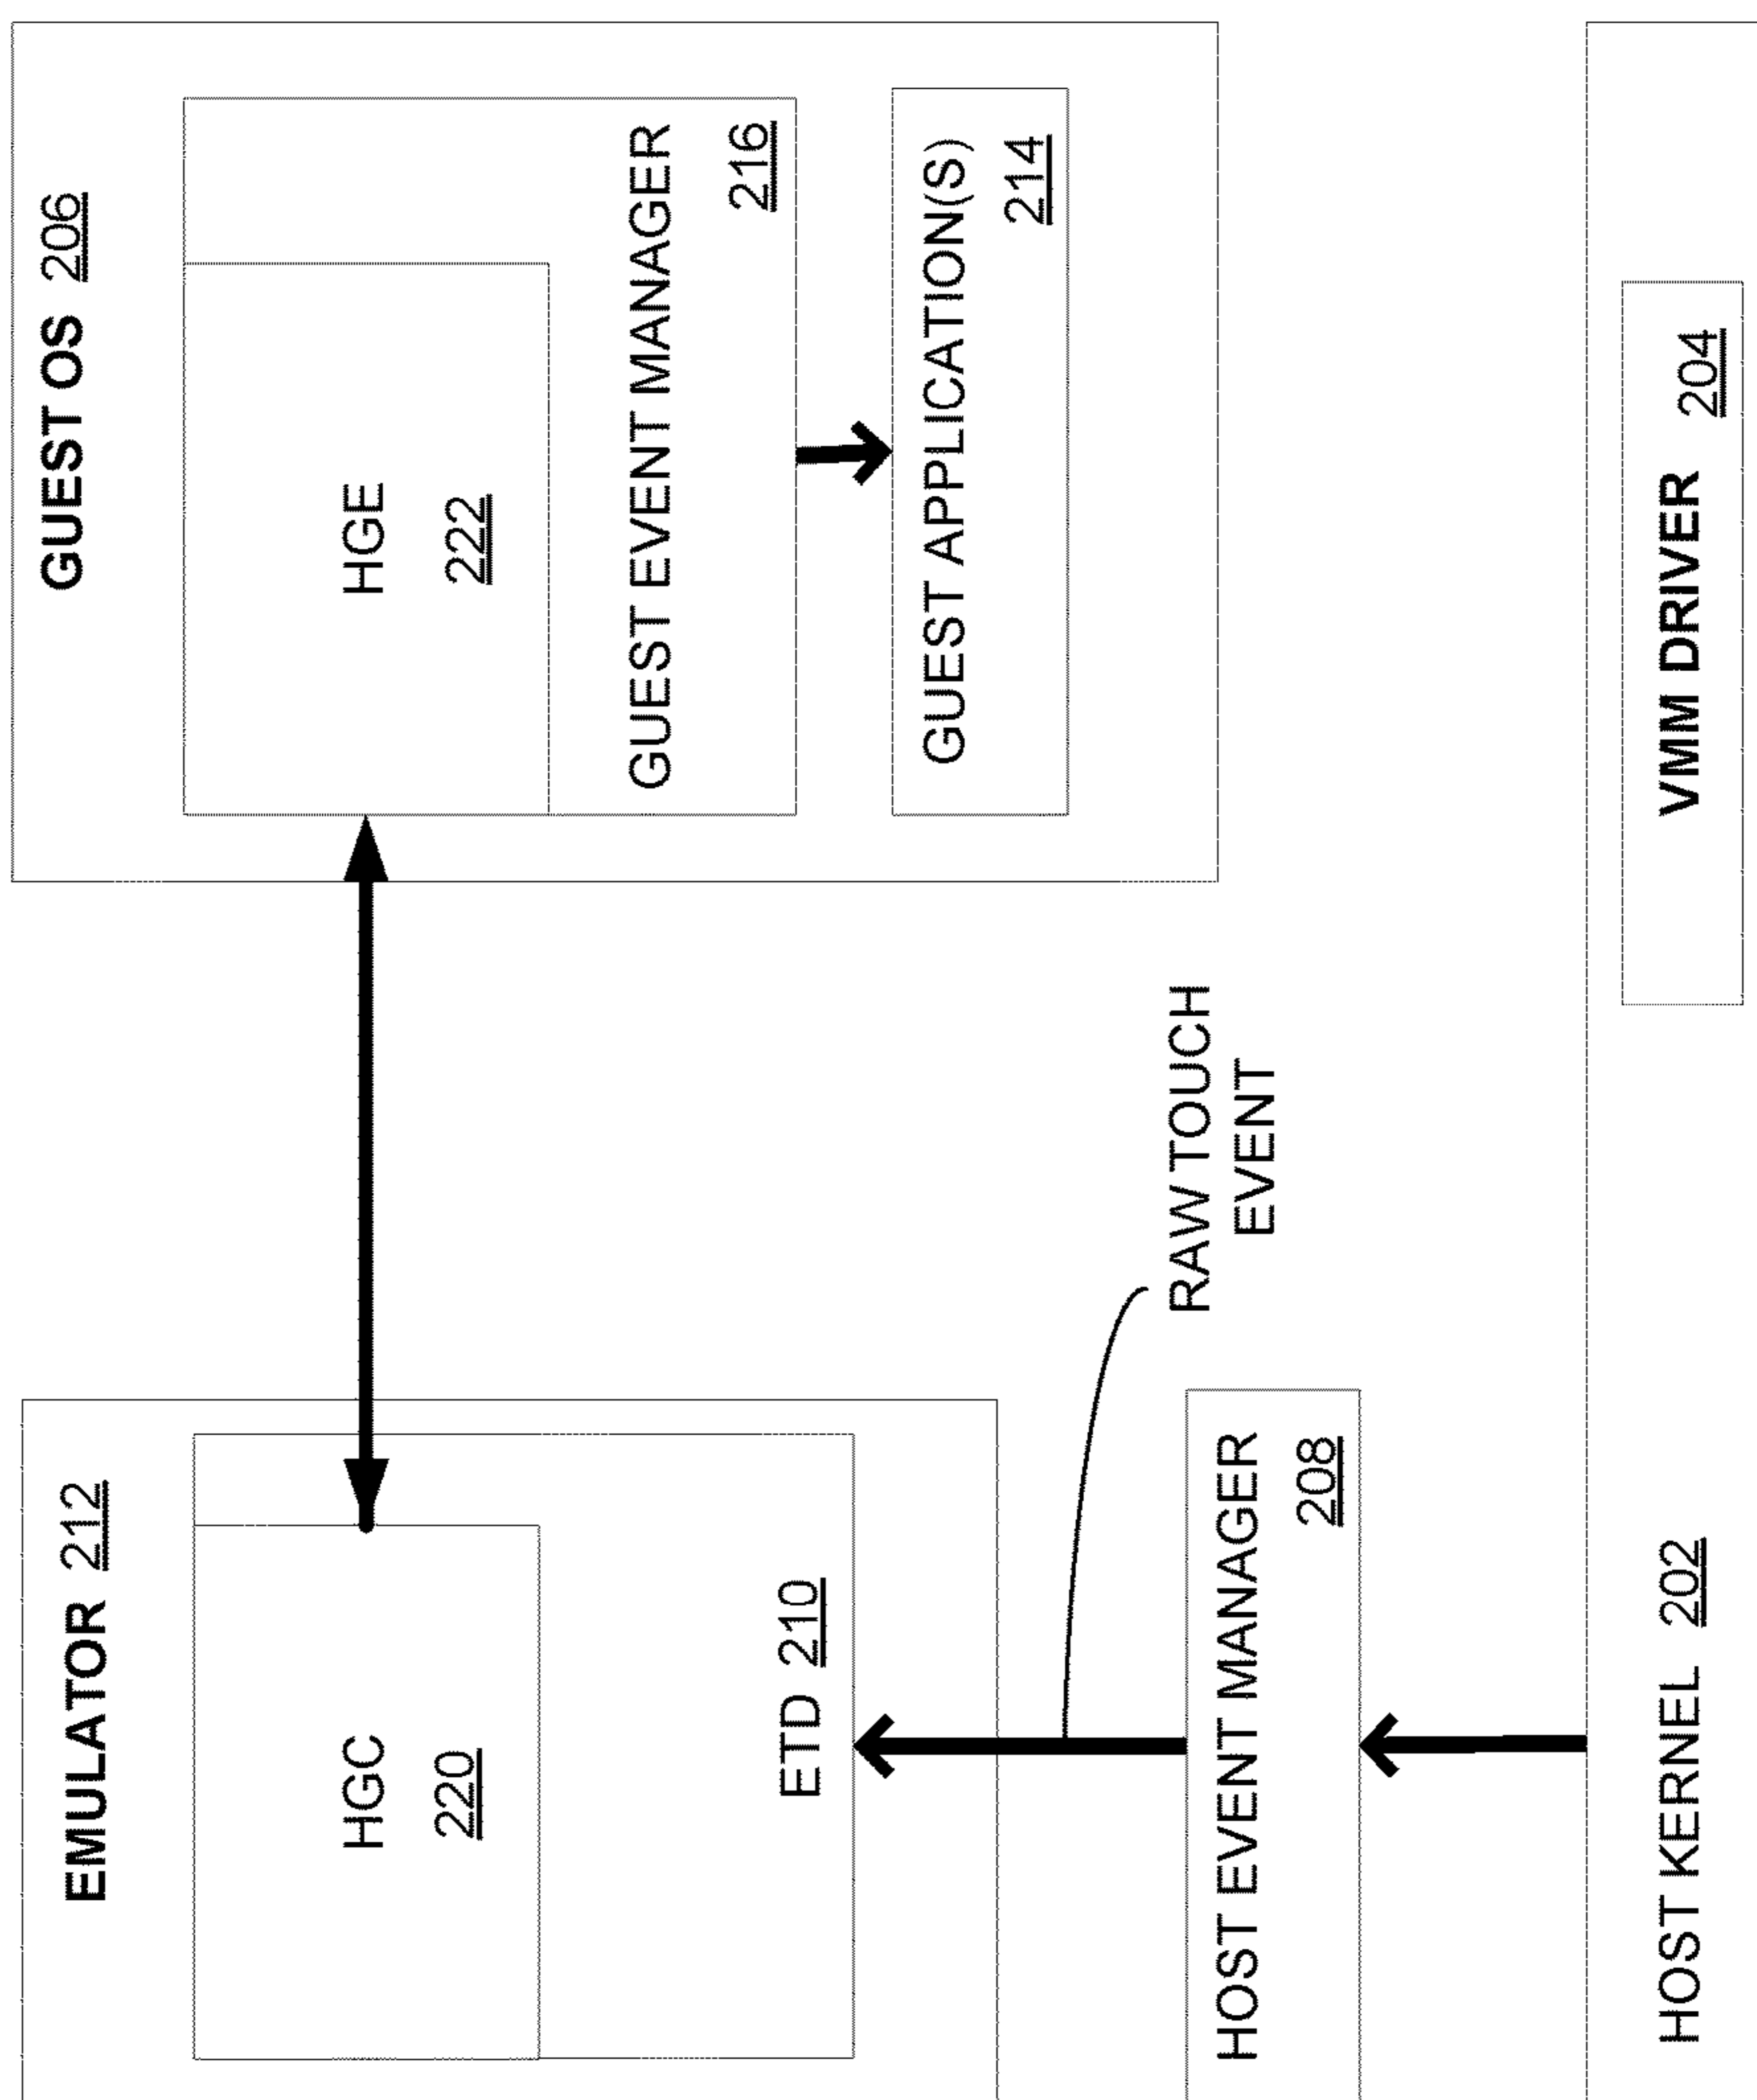 EMULATOR 212
HGC
220
ETD 210
HOST EVENT MANAGER
208
HOST KERNEL 202
RAW TOUCH
EVENT
GUEST OS 206
HGE
222
GUEST EVENT MANAGER
216
GUEST APPLICATION(S)
214
VMM DRIVER 204